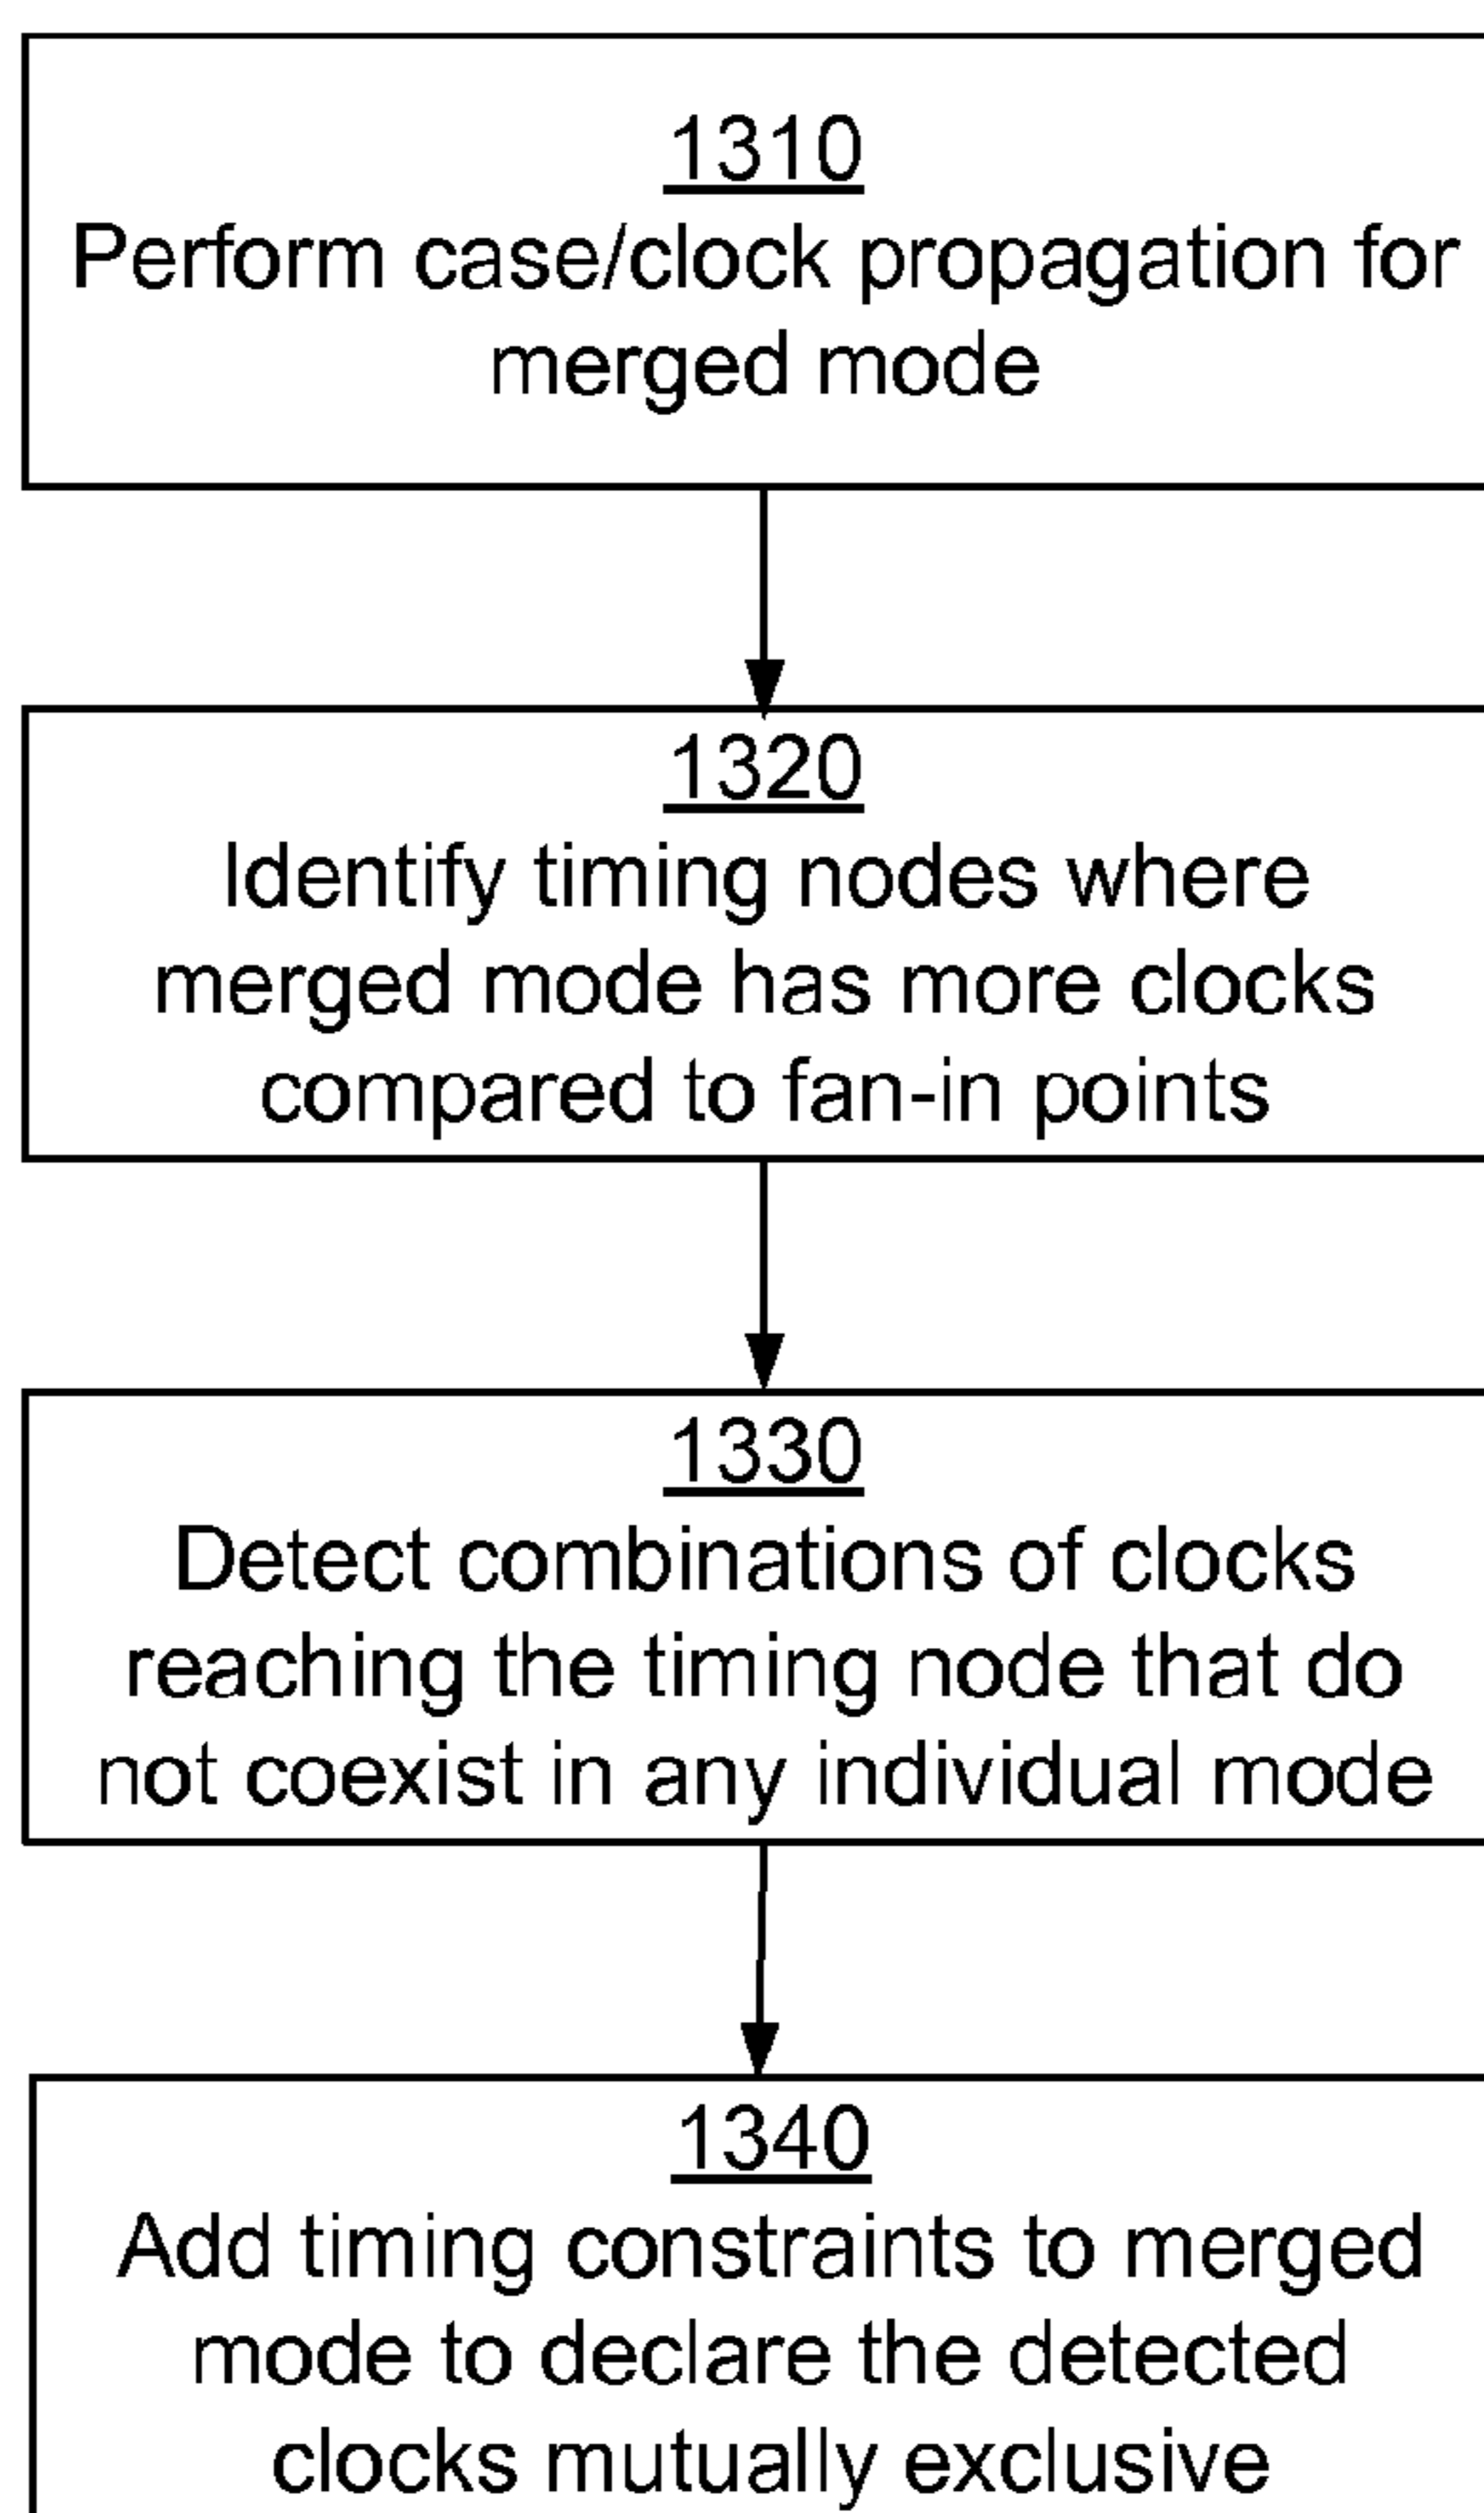 1310
Perform case/clock propagation for
merged mode
1320
Identify timing nodes where
merged mode has more clocks
compared to fan-in points
1330
Detect combinations of clocks
reaching the timing node that do
not coexist in any individual mode
1340
Add timing constraints to merged
mode to declare the detected
clocks mutually exclusive